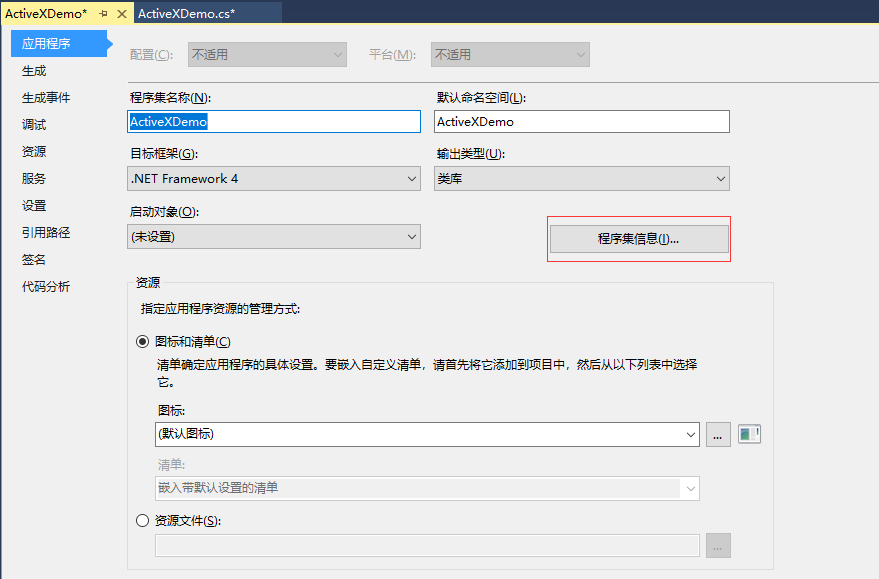 ActiveXDemo*
ActiveXDemo.cs*
应用程序
生成
生成事件
调试
资源
服务
设置
引用路径
签名
代码分析
配置(C):
不适用
平台(M):
不适用
程序集名称(N):
默认命名空间(L):
ActiveXDemo
ActiveXDemo
目标框架(G):
输出类型(U):
.NET Framework 4
类库
启动对象(O):
(未设置)
程序集信息(I)...
资源
指定应用程序资源的管理方式:
图标和清单(C)
清单确定应用程序的具体设置。要嵌入自定义清单，请首先将它添加到项目中，然后从以下列表中选择
它。
图标:
(默认图标)
...
清单:
嵌入带默认设置的清单
资源文件(S):
...